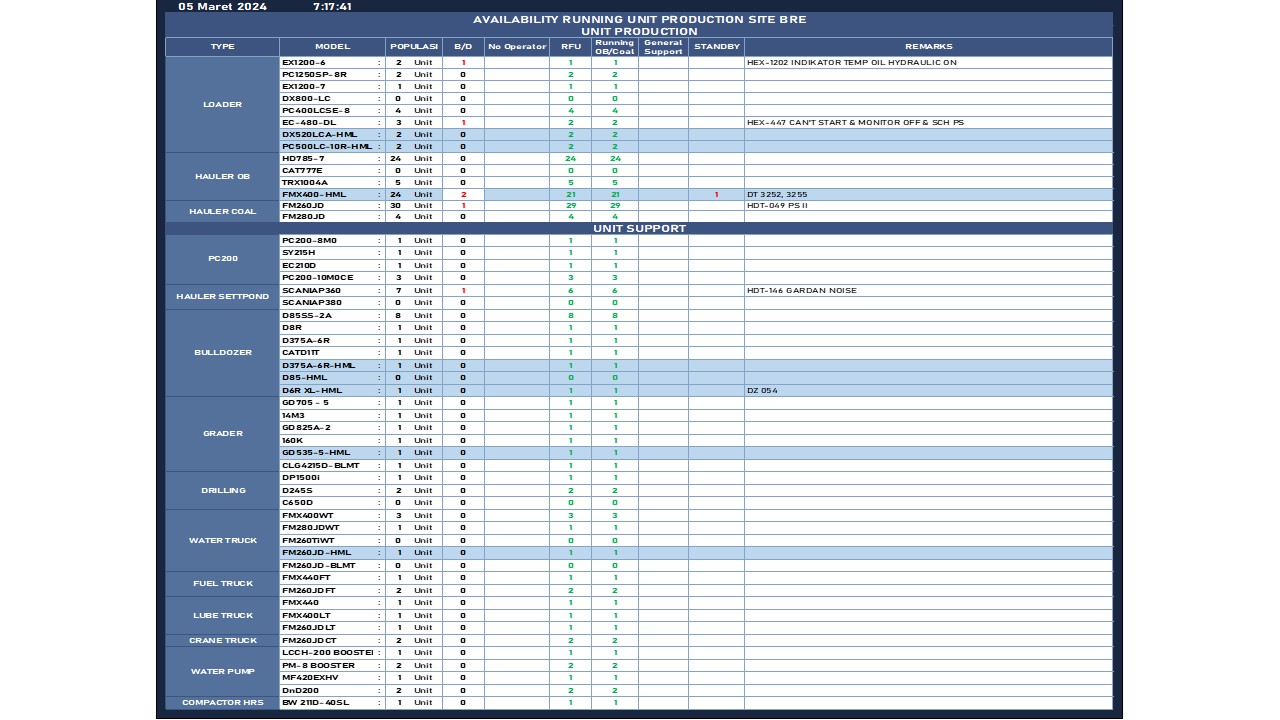 05 Maret 2024 7:17:41
AVAILABILITY RUNNING UNIT PRODUCTION SITE BRE
UNIT PRODUCTION
TYPE MODEL POPULASI B/D No Operator RFU Running OB/Coal General Support STANDBY REMARKS
LOADER
EX1200-6 : 2 Unit 1 1 1 HEX-1202 INDIKATOR TEMP OIL HYDRAULIC ON
PC1250SP-8R : 2 Unit 0 2 2
EX1200-7 : 1 Unit 0 1 1
DX800-LC : 0 Unit 0 0 0
PC400LCSE-8 : 4 Unit 0 4 4
EC-480-DL : 3 Unit 1 2 2 HEX-447 CAN'T START & MONITOR OFF & SCH PS
DX520LCA-HML : 2 Unit 0 2 2
PC500LC-10R-HML : 2 Unit 0 2 2
HAULER OB
HD785-7 : 24 Unit 0 24 24
CAT777E : 0 Unit 0 0 0
TRX1004A : 5 Unit 0 5 5
FMX400-HML : 24 Unit 2 21 21 1 DT 3252, 3255
HAULER COAL
FM260JD : 30 Unit 1 29 29 HDT-049 PS II
FM280JD : 4 Unit 0 4 4
UNIT SUPPORT
PC200
PC200-8M0 : 1 Unit 0 1 1
SY215H : 1 Unit 0 1 1
EC210D : 1 Unit 0 1 1
PC200-10M0CE : 3 Unit 0 3 3
HAULER SETTPOND
SCANIAP360 : 7 Unit 1 6 6 HDT-146 GARDAN NOISE
SCANIAP380 : 0 Unit 0 0 0
BULLDOZER
D85SS-2A : 8 Unit 0 8 8
D8R : 1 Unit 0 1 1
D375A-6R : 1 Unit 0 1 1
CATD11T : 1 Unit 0 1 1
D375A-6R-HML : 1 Unit 0 1 1
D85-HML : 0 Unit 0 0 0
D6R XL-HML : 1 Unit 0 1 1 DZ 054
GRADER
GD705 - 5 : 1 Unit 0 1 1
14M3 : 1 Unit 0 1 1
GD825A-2 : 1 Unit 0 1 1
160K : 1 Unit 0 1 1
GD535-5-HML : 1 Unit 0 1 1
CLG4215D-BLMT : 1 Unit 0 1 1
DRILLING
DP1500i : 1 Unit 0 1 1
D245S : 2 Unit 0 2 2
C650D : 0 Unit 0 0 0
WATER TRUCK
FMX400WT : 3 Unit 0 3 3
FM280JDWT : 1 Unit 0 1 1
FM260TiWT : 0 Unit 0 0 0
FM260JD-HML : 1 Unit 0 1 1
FM260JD-BLMT : 0 Unit 0 0 0
FUEL TRUCK
FMX440FT : 1 Unit 0 1 1
FM260JDFT : 2 Unit 0 2 2
LUBE TRUCK
FMX440 : 1 Unit 0 1 1
FMX400LT : 1 Unit 0 1 1
FM260JDLT : 1 Unit 0 1 1
CRANE TRUCK
FM260JDCT : 2 Unit 0 2 2
WATER PUMP
LCCH-200 BOOSTE : 1 Unit 0 1 1
PM-8 BOOSTER : 2 Unit 0 2 2
MF420EXHV : 1 Unit 0 1 1
DnD200 : 2 Unit 0 2 2
COMPACTOR HRS
BW 211D-40SL : 1 Unit 0 1 1